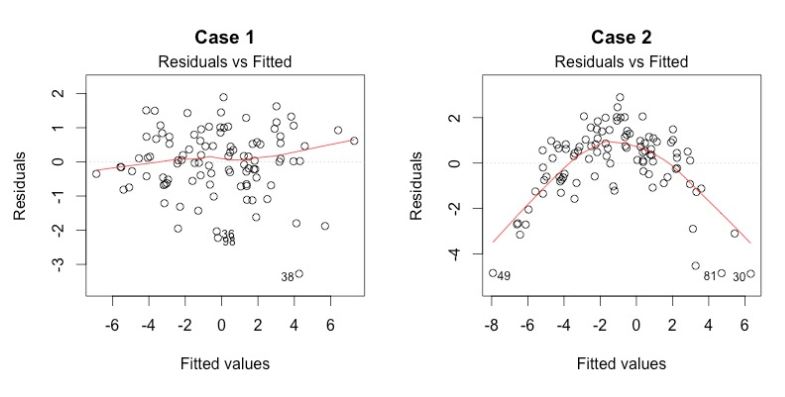 Case 1
Residuals vs Fitted
Residuals
2
1
0
-1
-2
-3
36
98
38
-6 -4 -2 0 2 4 6
Fitted values
Case 2
Residuals vs Fitted
Residuals
2
0
-2
-4
49
81
30
-8 -6 -4 -2 0 2 4 6
Fitted values